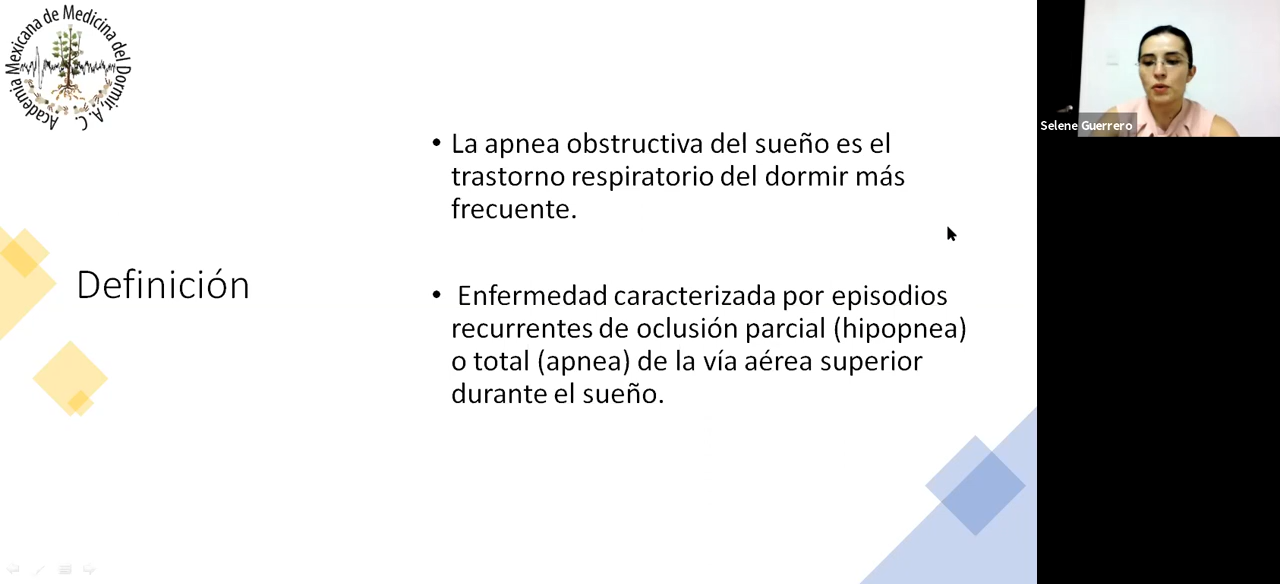 Academia Mexicana de Medicina del Dormir A. C.
Definición
• La apnea obstructiva del sueño es el
trastorno respiratorio del dormir más
frecuente.
• Enfermedad caracterizada por episodios
recurrentes de oclusión parcial (hipopnea)
o total (apnea) de la vía aérea superior
durante el sueño.
Selene Guerrero